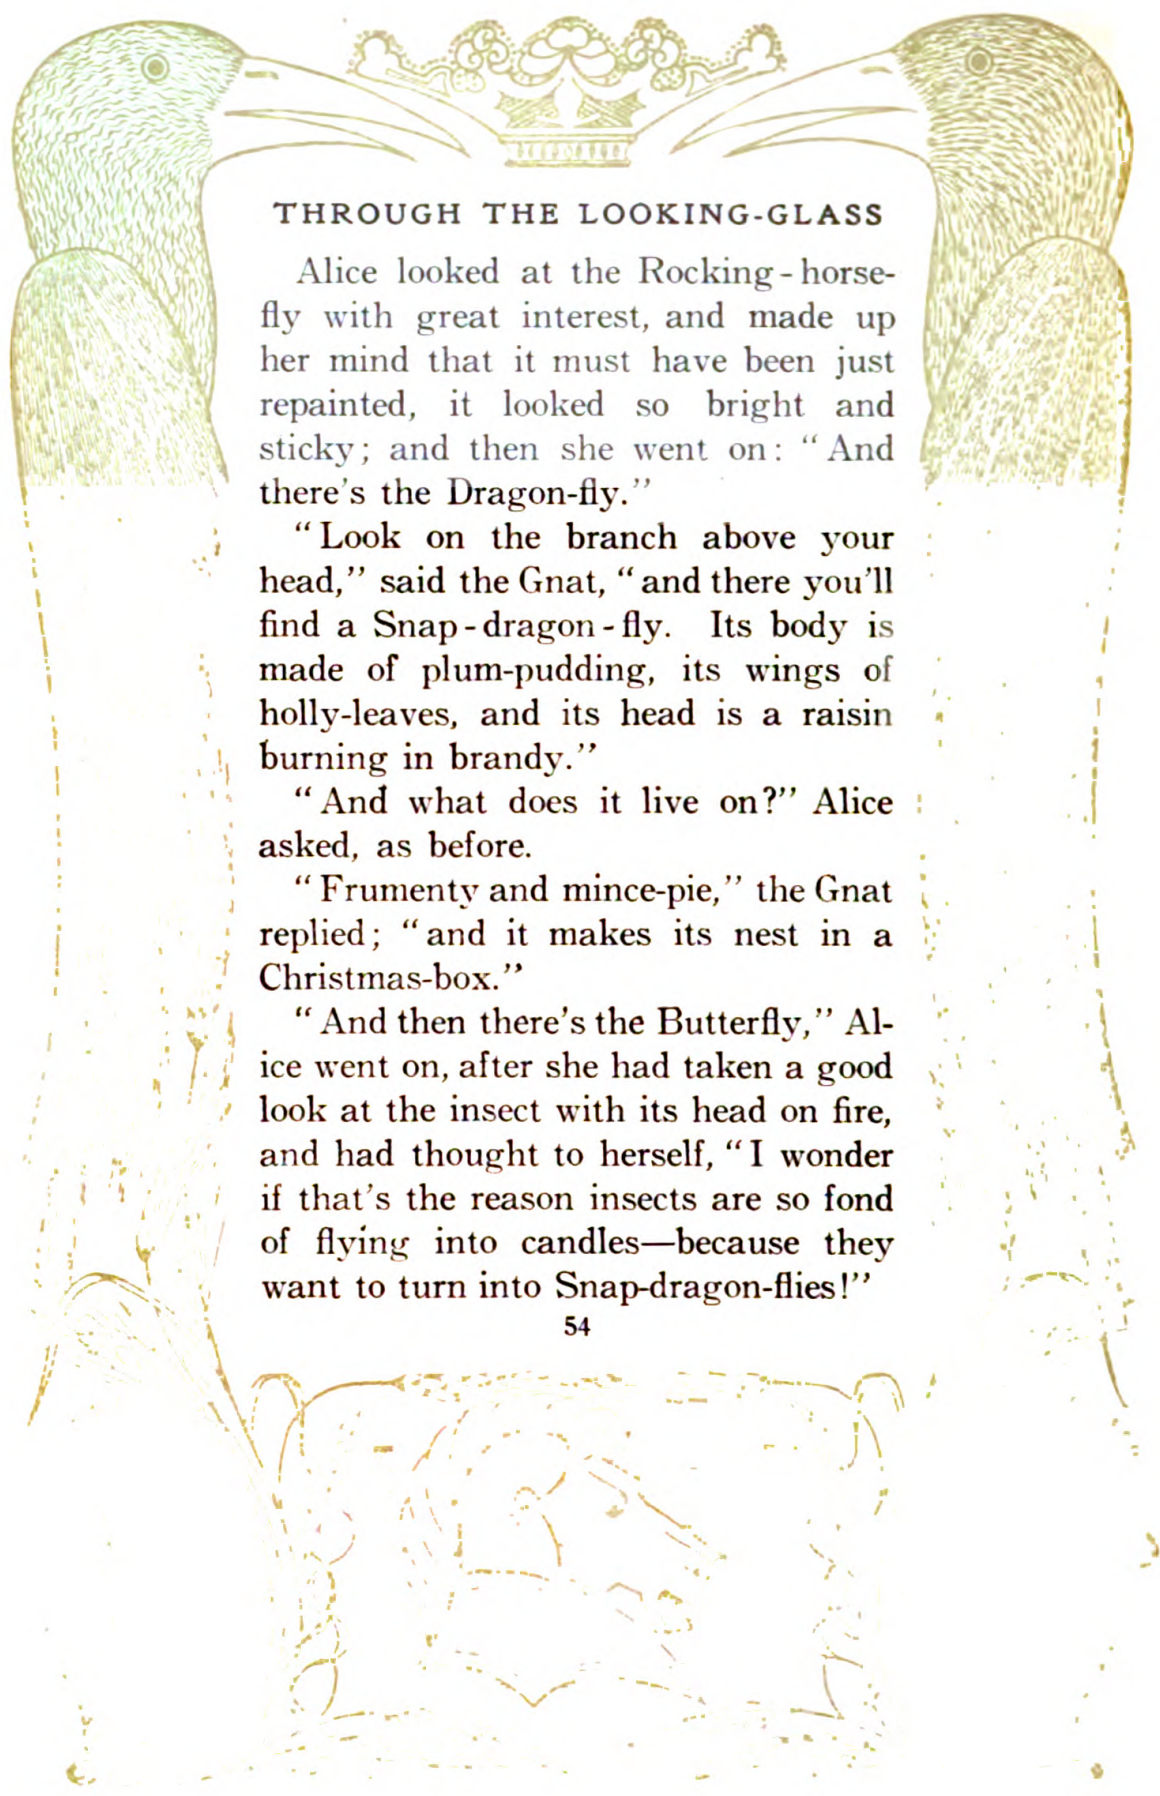 THROUGH THE LOOKING-GLASS
Alice looked at the Rocking-horse-
fly with great interest, and made up
her mind that it must have been just
repainted, it looked so bright and
sticky; and then she went on: "And
there's the Dragon-fly."
"Look on the branch above your
head," said the Gnat, "and there you'll
find a Snap-dragon-fly. Its body is
made of plum-pudding, its wings of
holly-leaves, and its head is a raisin
burning in brandy."
"And what does it live on?" Alice
asked, as before.
"Frumenty and mince-pie," the Gnat
replied; "and it makes its nest in a
Christmas-box."
"And then there's the Butterfly," Al-
ice went on, after she had taken a good
look at the insect with its head on fire,
and had thought to herself, "I wonder
if that's the reason insects are so fond
of flying into candles—because they
want to turn into Snap-dragon-flies!"
54